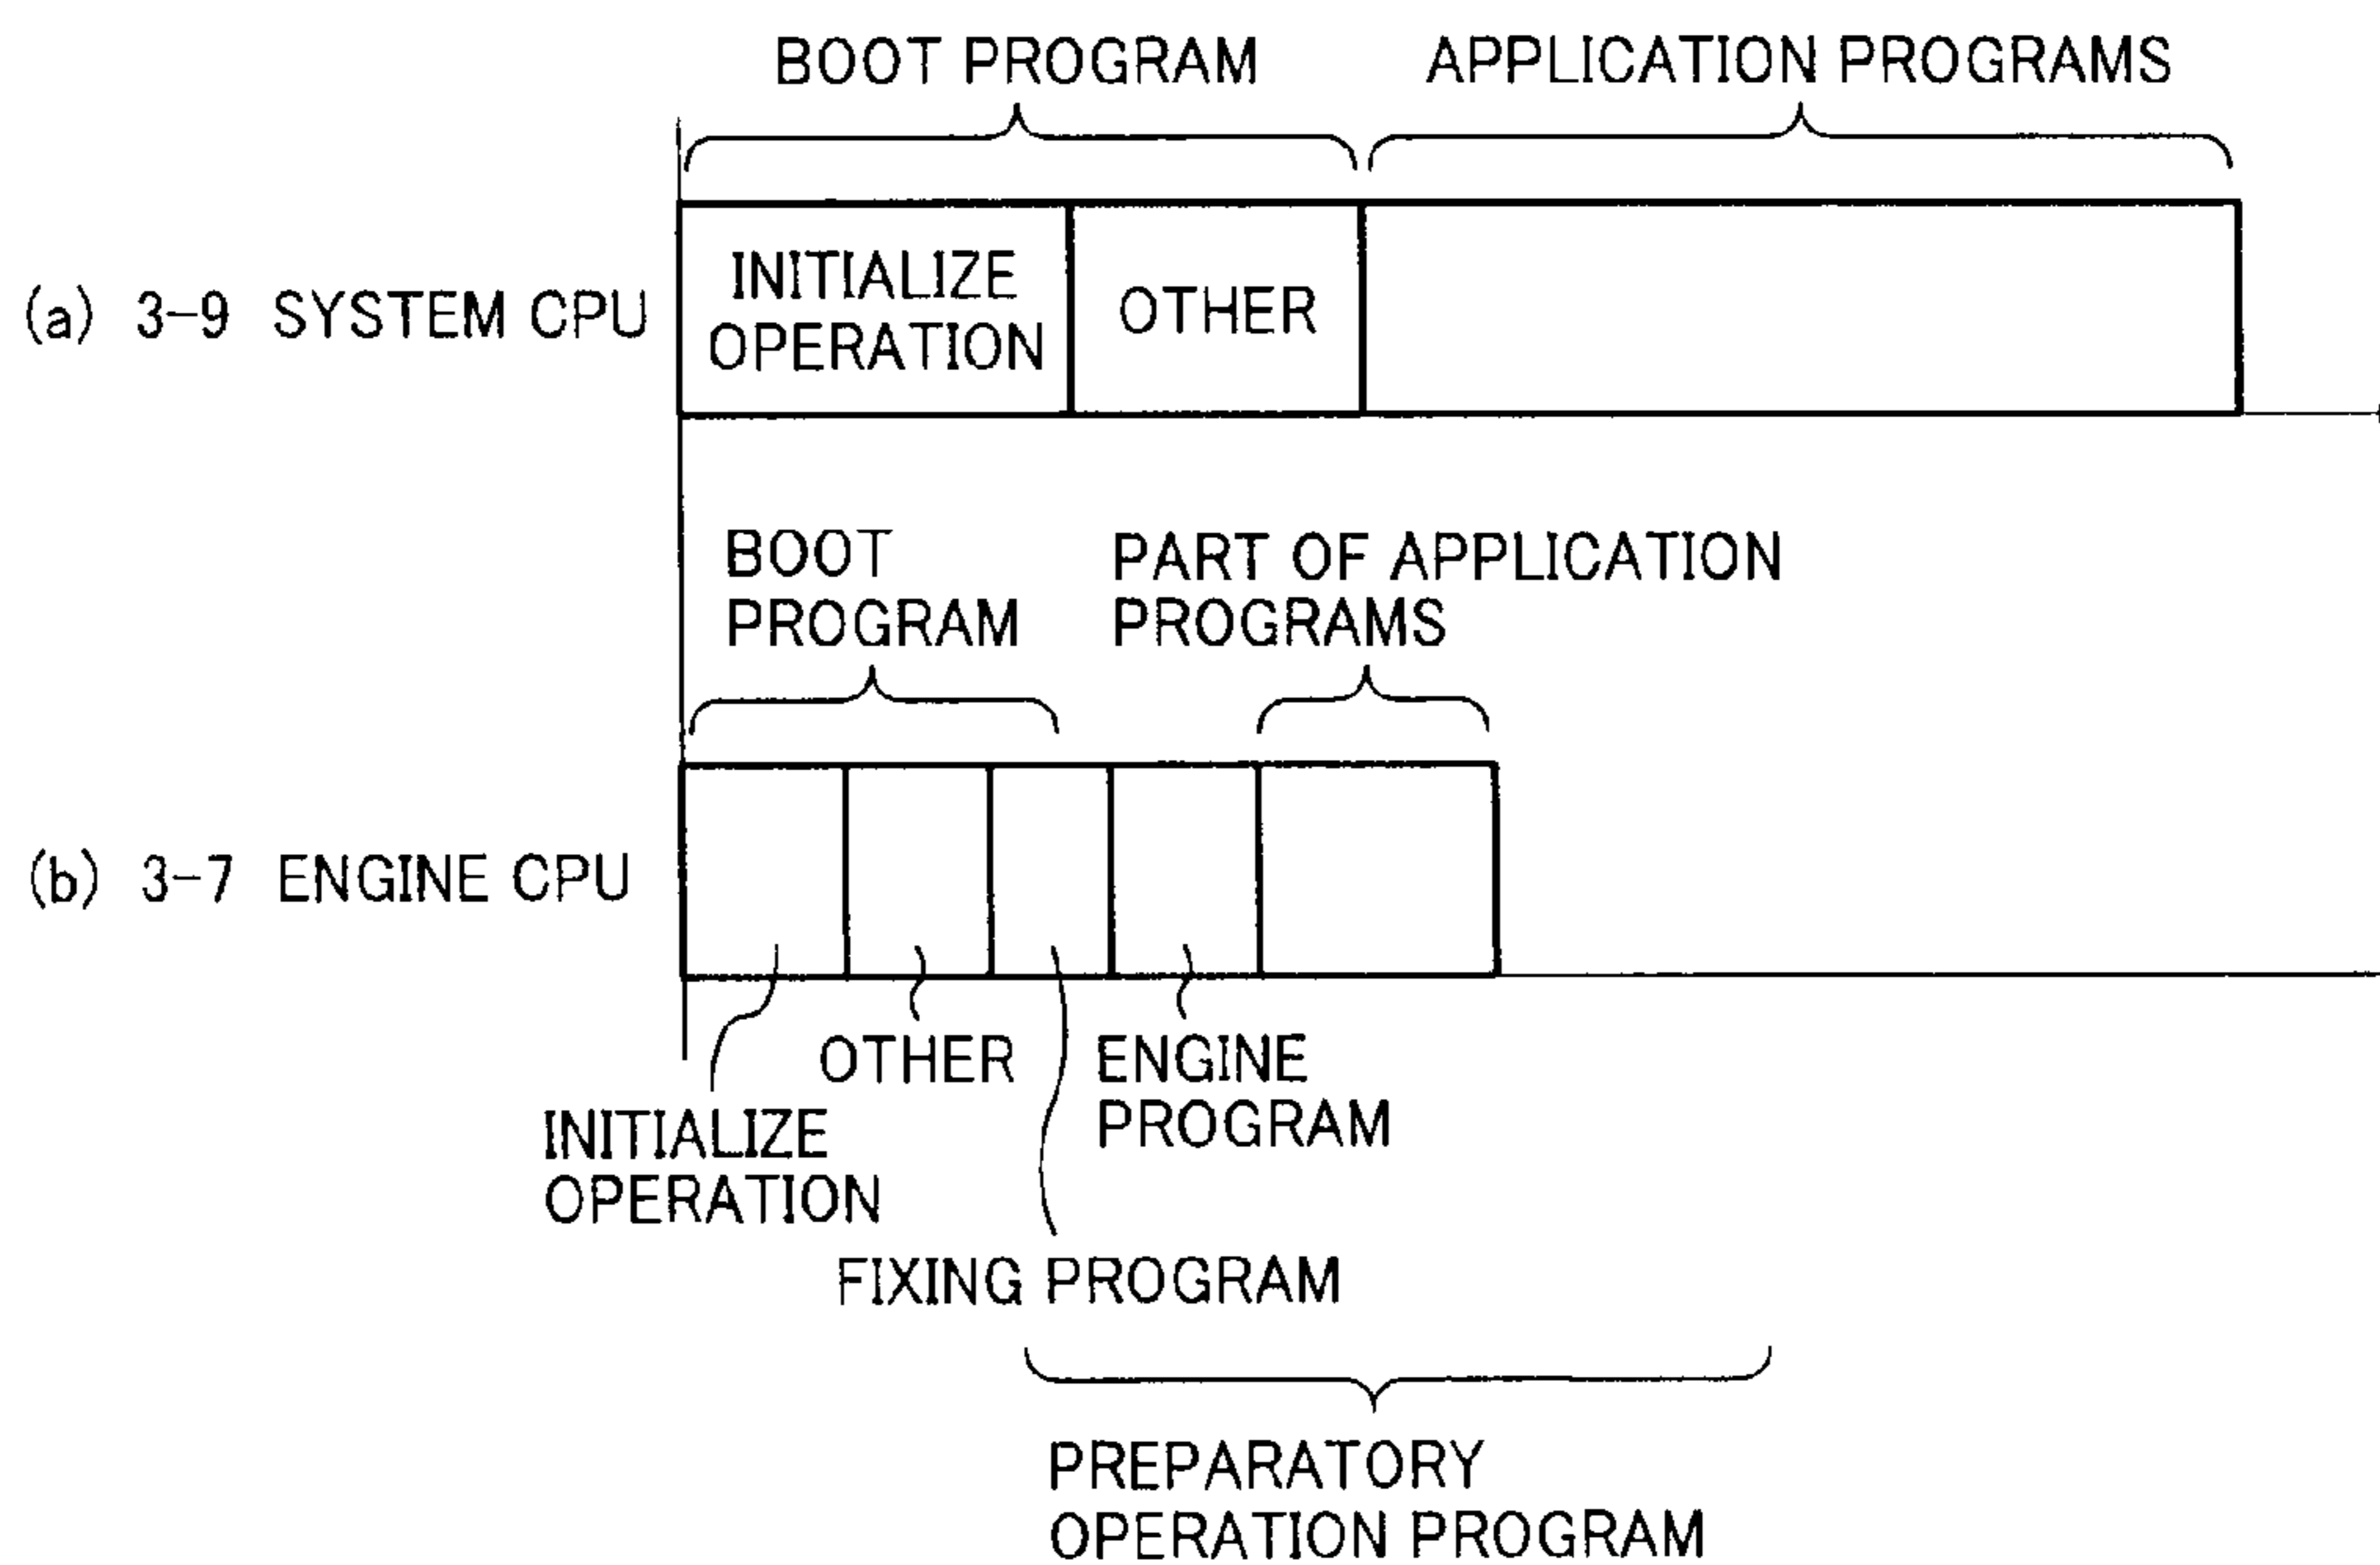 BOOT PROGRAM
APPLICATION PROGRAMS
(a) 3-9 SYSTEM CPU
INITIALIZE
OPERATION
OTHER
BOOT
PROGRAM
PART OF APPLICATION
PROGRAMS
(b) 3-7 ENGINE CPU
OTHER
ENGINE
PROGRAM
INITIALIZE
OPERATION
FIXING PROGRAM
PREPARATORY
OPERATION PROGRAM